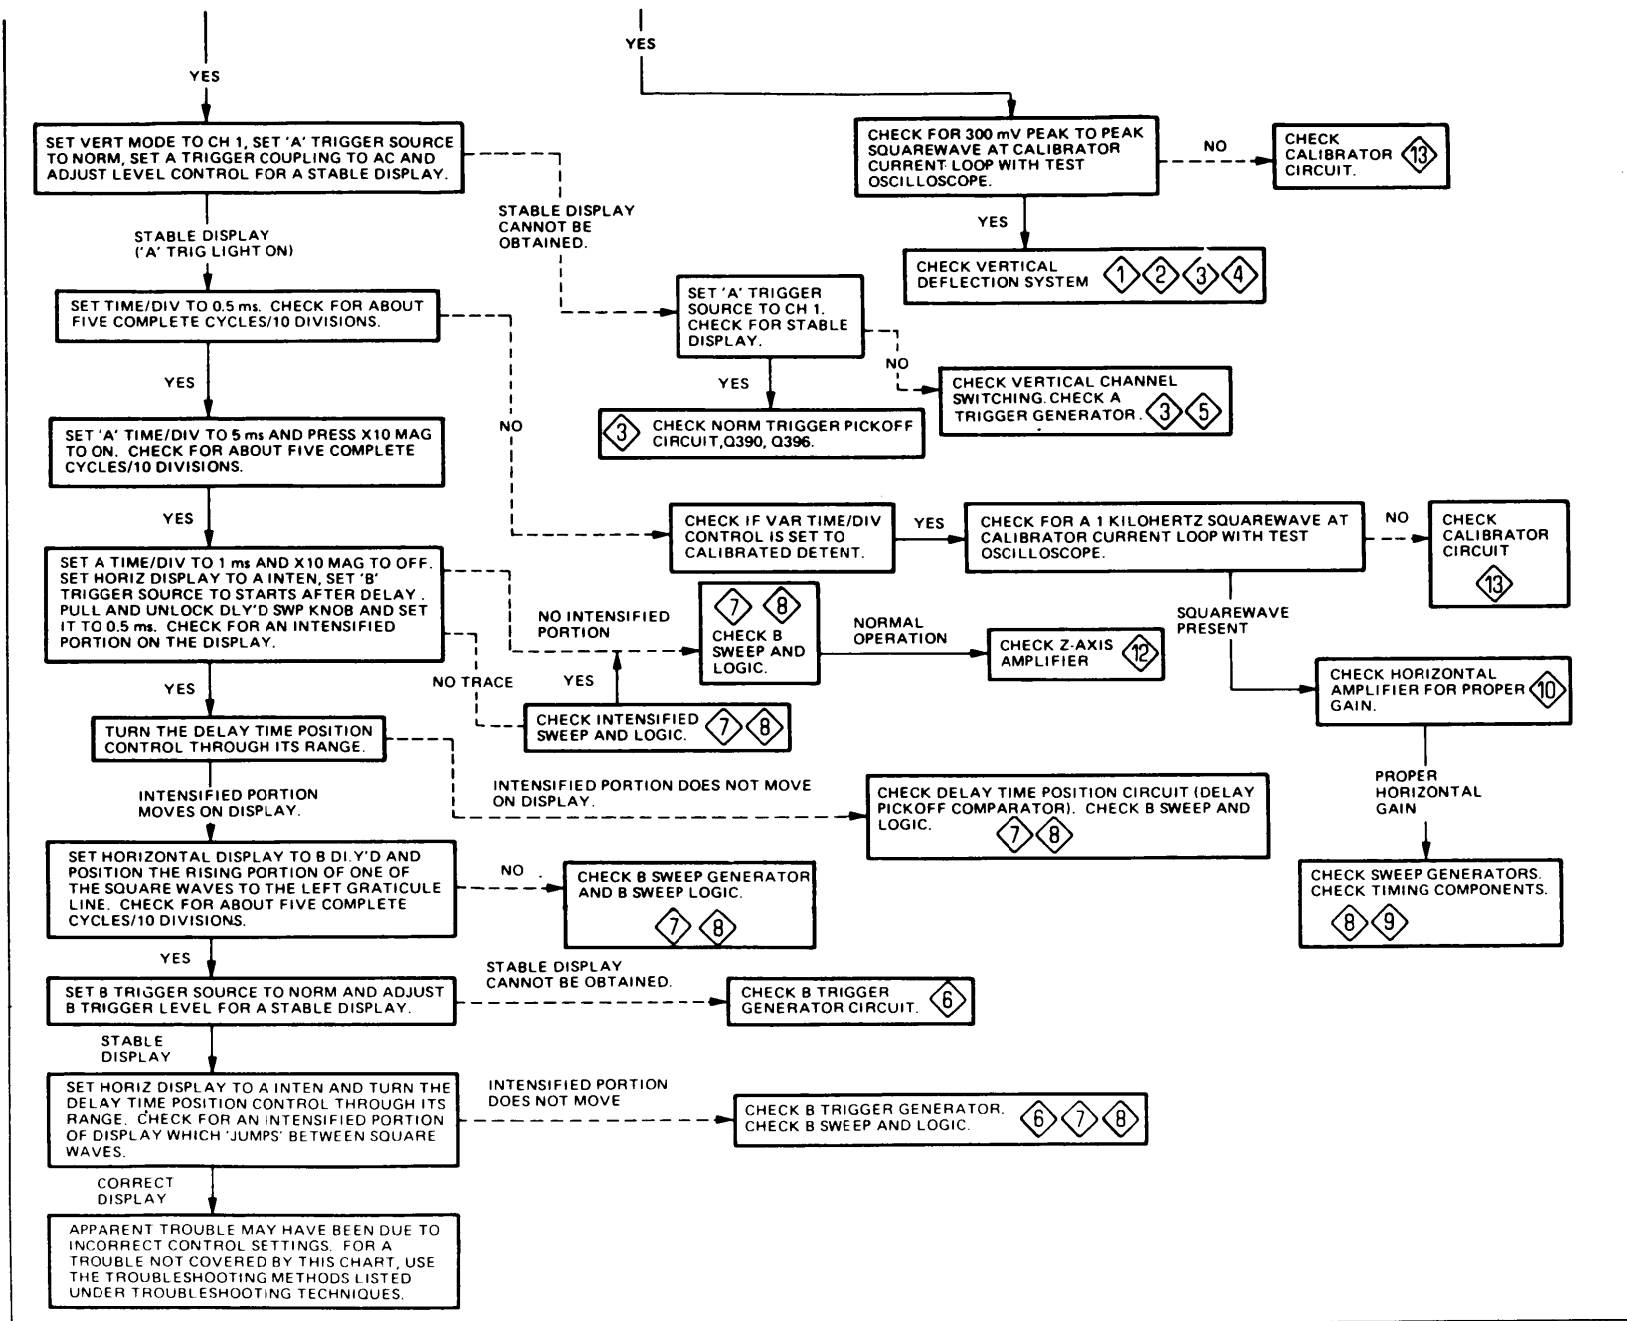 YES
YES
SET VERT MODE TO CH 1, SET 'A' TRIGGER SOURCE
TO NORM, SET A TRIGGER COUPLING TO AC AND
ADJUST LEVEL CONTROL FOR A STABLE DISPLAY.
CHECK FOR 300 mV PEAK TO PEAK
SQUAREWAVE AT CALIBRATOR
CURRENT LOOP WITH TEST
OSCILLOSCOPE.
NO
CHECK
CALIBRATOR
CIRCUIT.
13
STABLE DISPLAY
CANNOT BE
OBTAINED.
YES
STABLE DISPLAY
('A' TRIG LIGHT ON)
CHECK VERTICAL
DEFLECTION SYSTEM
1 2 3 4
SET TIME/DIV TO 0.5 ms. CHECK FOR ABOUT
FIVE COMPLETE CYCLES/10 DIVISIONS.
SET 'A' TRIGGER
SOURCE TO CH 1.
CHECK FOR STABLE
DISPLAY.
NO
YES
YES
NO
CHECK VERTICAL CHANNEL
SWITCHING. CHECK A
TRIGGER GENERATOR.
3 5
3
CHECK NORM TRIGGER PICKOFF
CIRCUIT, Q390, Q396.
SET 'A' TIME/DIV TO 5 ms AND PRESS X10 MAG
TO ON. CHECK FOR ABOUT FIVE COMPLETE
CYCLES/10 DIVISIONS.
YES
CHECK IF VAR TIME/DIV
CONTROL IS SET TO
CALIBRATED DETENT.
YES
CHECK FOR A 1 KILOHERTZ SQUAREWAVE AT
CALIBRATOR CURRENT LOOP WITH TEST
OSCILLOSCOPE.
NO
CHECK
CALIBRATOR
CIRCUIT
13
SET A TIME/DIV TO 1 ms AND X10 MAG TO OFF.
SET HORIZ DISPLAY TO A INTEN, SET 'B'
TRIGGER SOURCE TO STARTS AFTER DELAY.
PULL AND UNLOCK DLY'D SWP KNOB AND SET
IT TO 0.5 ms. CHECK FOR AN INTENSIFIED
PORTION ON THE DISPLAY.
NO INTENSIFIED
PORTION
7 8
CHECK B
SWEEP AND
LOGIC.
NORMAL
OPERATION
CHECK Z-AXIS
AMPLIFIER
12
SQUAREWAVE
PRESENT
YES
NO TRACE
YES
CHECK INTENSIFIED
SWEEP AND LOGIC.
7 8
CHECK HORIZONTAL
AMPLIFIER FOR PROPER
GAIN.
10
TURN THE DELAY TIME POSITION
CONTROL THROUGH ITS RANGE.
INTENSIFIED PORTION
MOVES ON DISPLAY.
INTENSIFIED PORTION DOES NOT MOVE
ON DISPLAY.
CHECK DELAY TIME POSITION CIRCUIT (DELAY
PICKOFF COMPARATOR). CHECK B SWEEP AND
LOGIC.
7 8
PROPER
HORIZONTAL
GAIN
SET HORIZONTAL DISPLAY TO B DLY'D AND
POSITION THE RISING PORTION OF ONE OF
THE SQUARE WAVES TO THE LEFT GRATICULE
LINE. CHECK FOR ABOUT FIVE COMPLETE
CYCLES/10 DIVISIONS.
NO
CHECK B SWEEP GENERATOR
AND B SWEEP LOGIC.
7 8
CHECK SWEEP GENERATORS.
CHECK TIMING COMPONENTS.
8 9
YES
SET B TRIGGER SOURCE TO NORM AND ADJUST
B TRIGGER LEVEL FOR A STABLE DISPLAY.
STABLE DISPLAY
CANNOT BE OBTAINED.
CHECK B TRIGGER
GENERATOR CIRCUIT.
6
STABLE
DISPLAY
SET HORIZ DISPLAY TO A INTEN AND TURN THE
DELAY TIME POSITION CONTROL THROUGH ITS
RANGE. CHECK FOR AN INTENSIFIED PORTION
OF DISPLAY WHICH 'JUMPS' BETWEEN SQUARE
WAVES.
INTENSIFIED PORTION
DOES NOT MOVE
CHECK B TRIGGER GENERATOR.
CHECK B SWEEP AND LOGIC.
6 7 8
CORRECT
DISPLAY
APPARENT TROUBLE MAY HAVE BEEN DUE TO
INCORRECT CONTROL SETTINGS. FOR A
TROUBLE NOT COVERED BY THIS CHART, USE
THE TROUBLESHOOTING METHODS LISTED
UNDER TROUBLESHOOTING TECHNIQUES.